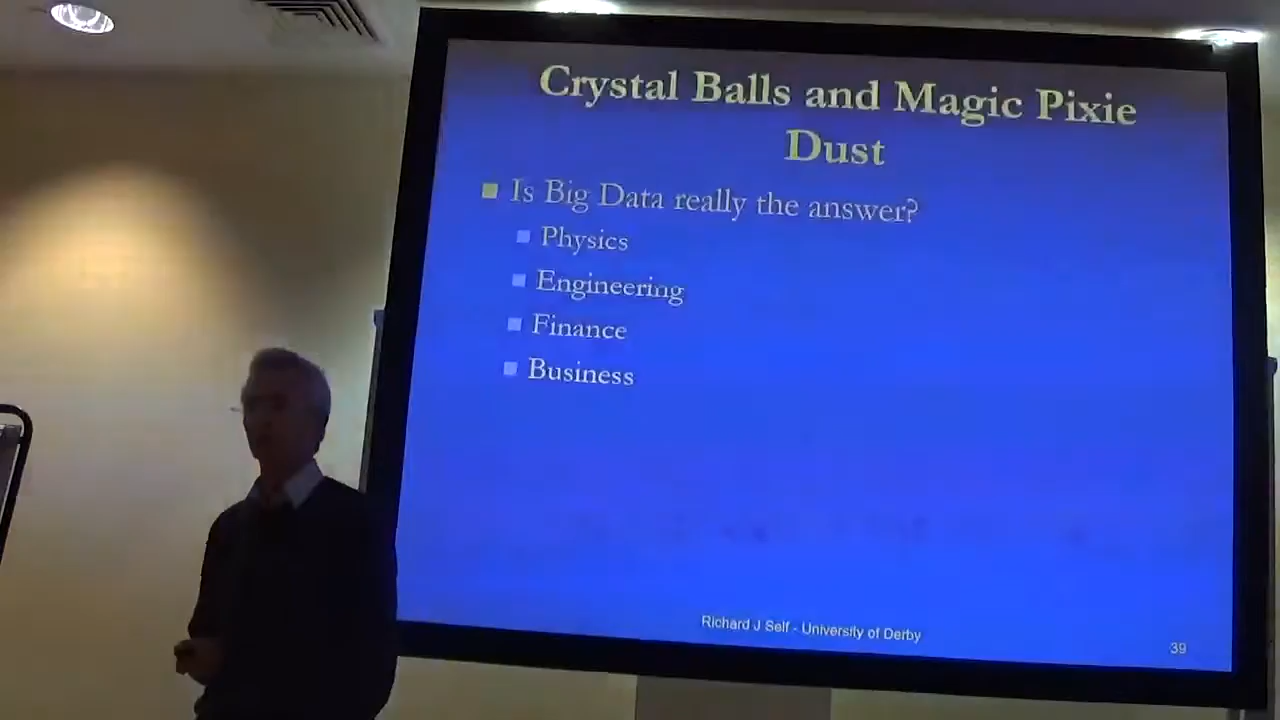 Crystal Balls and Magic Pixie
Dust
Is Big Data really the answer?
Physics
Engineering
Finance
Business
Richard J Self - University of Derby
39